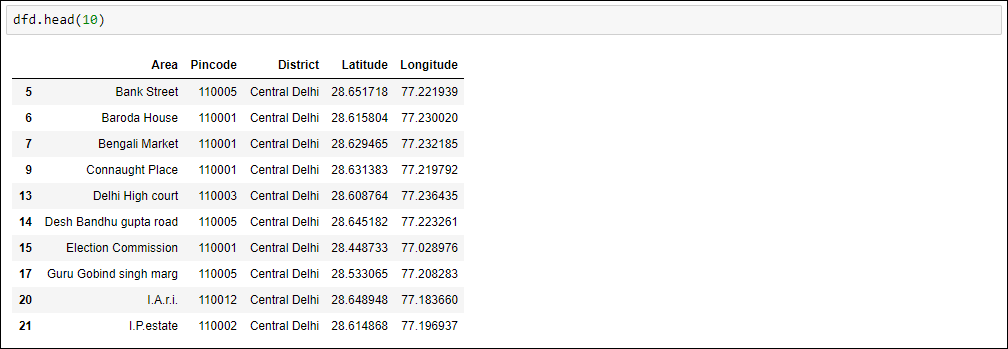 dfd.head(10)
Area Pincode District Latitude Longitude
5 Bank Street 110005 Central Delhi 28.651718 77.221939
6 Baroda House 110001 Central Delhi 28.615804 77.230020
7 Bengali Market 110001 Central Delhi 28.629465 77.232185
9 Connaught Place 110001 Central Delhi 28.631383 77.219792
13 Delhi High court 110003 Central Delhi 28.608764 77.236435
14 Desh Bandhu gupta road 110005 Central Delhi 28.645182 77.223261
15 Election Commission 110001 Central Delhi 28.448733 77.028976
17 Guru Gobind singh marg 110005 Central Delhi 28.533065 77.208283
20 I.A.r.i. 110012 Central Delhi 28.648948 77.183660
21 I.P.estate 110002 Central Delhi 28.614868 77.196937